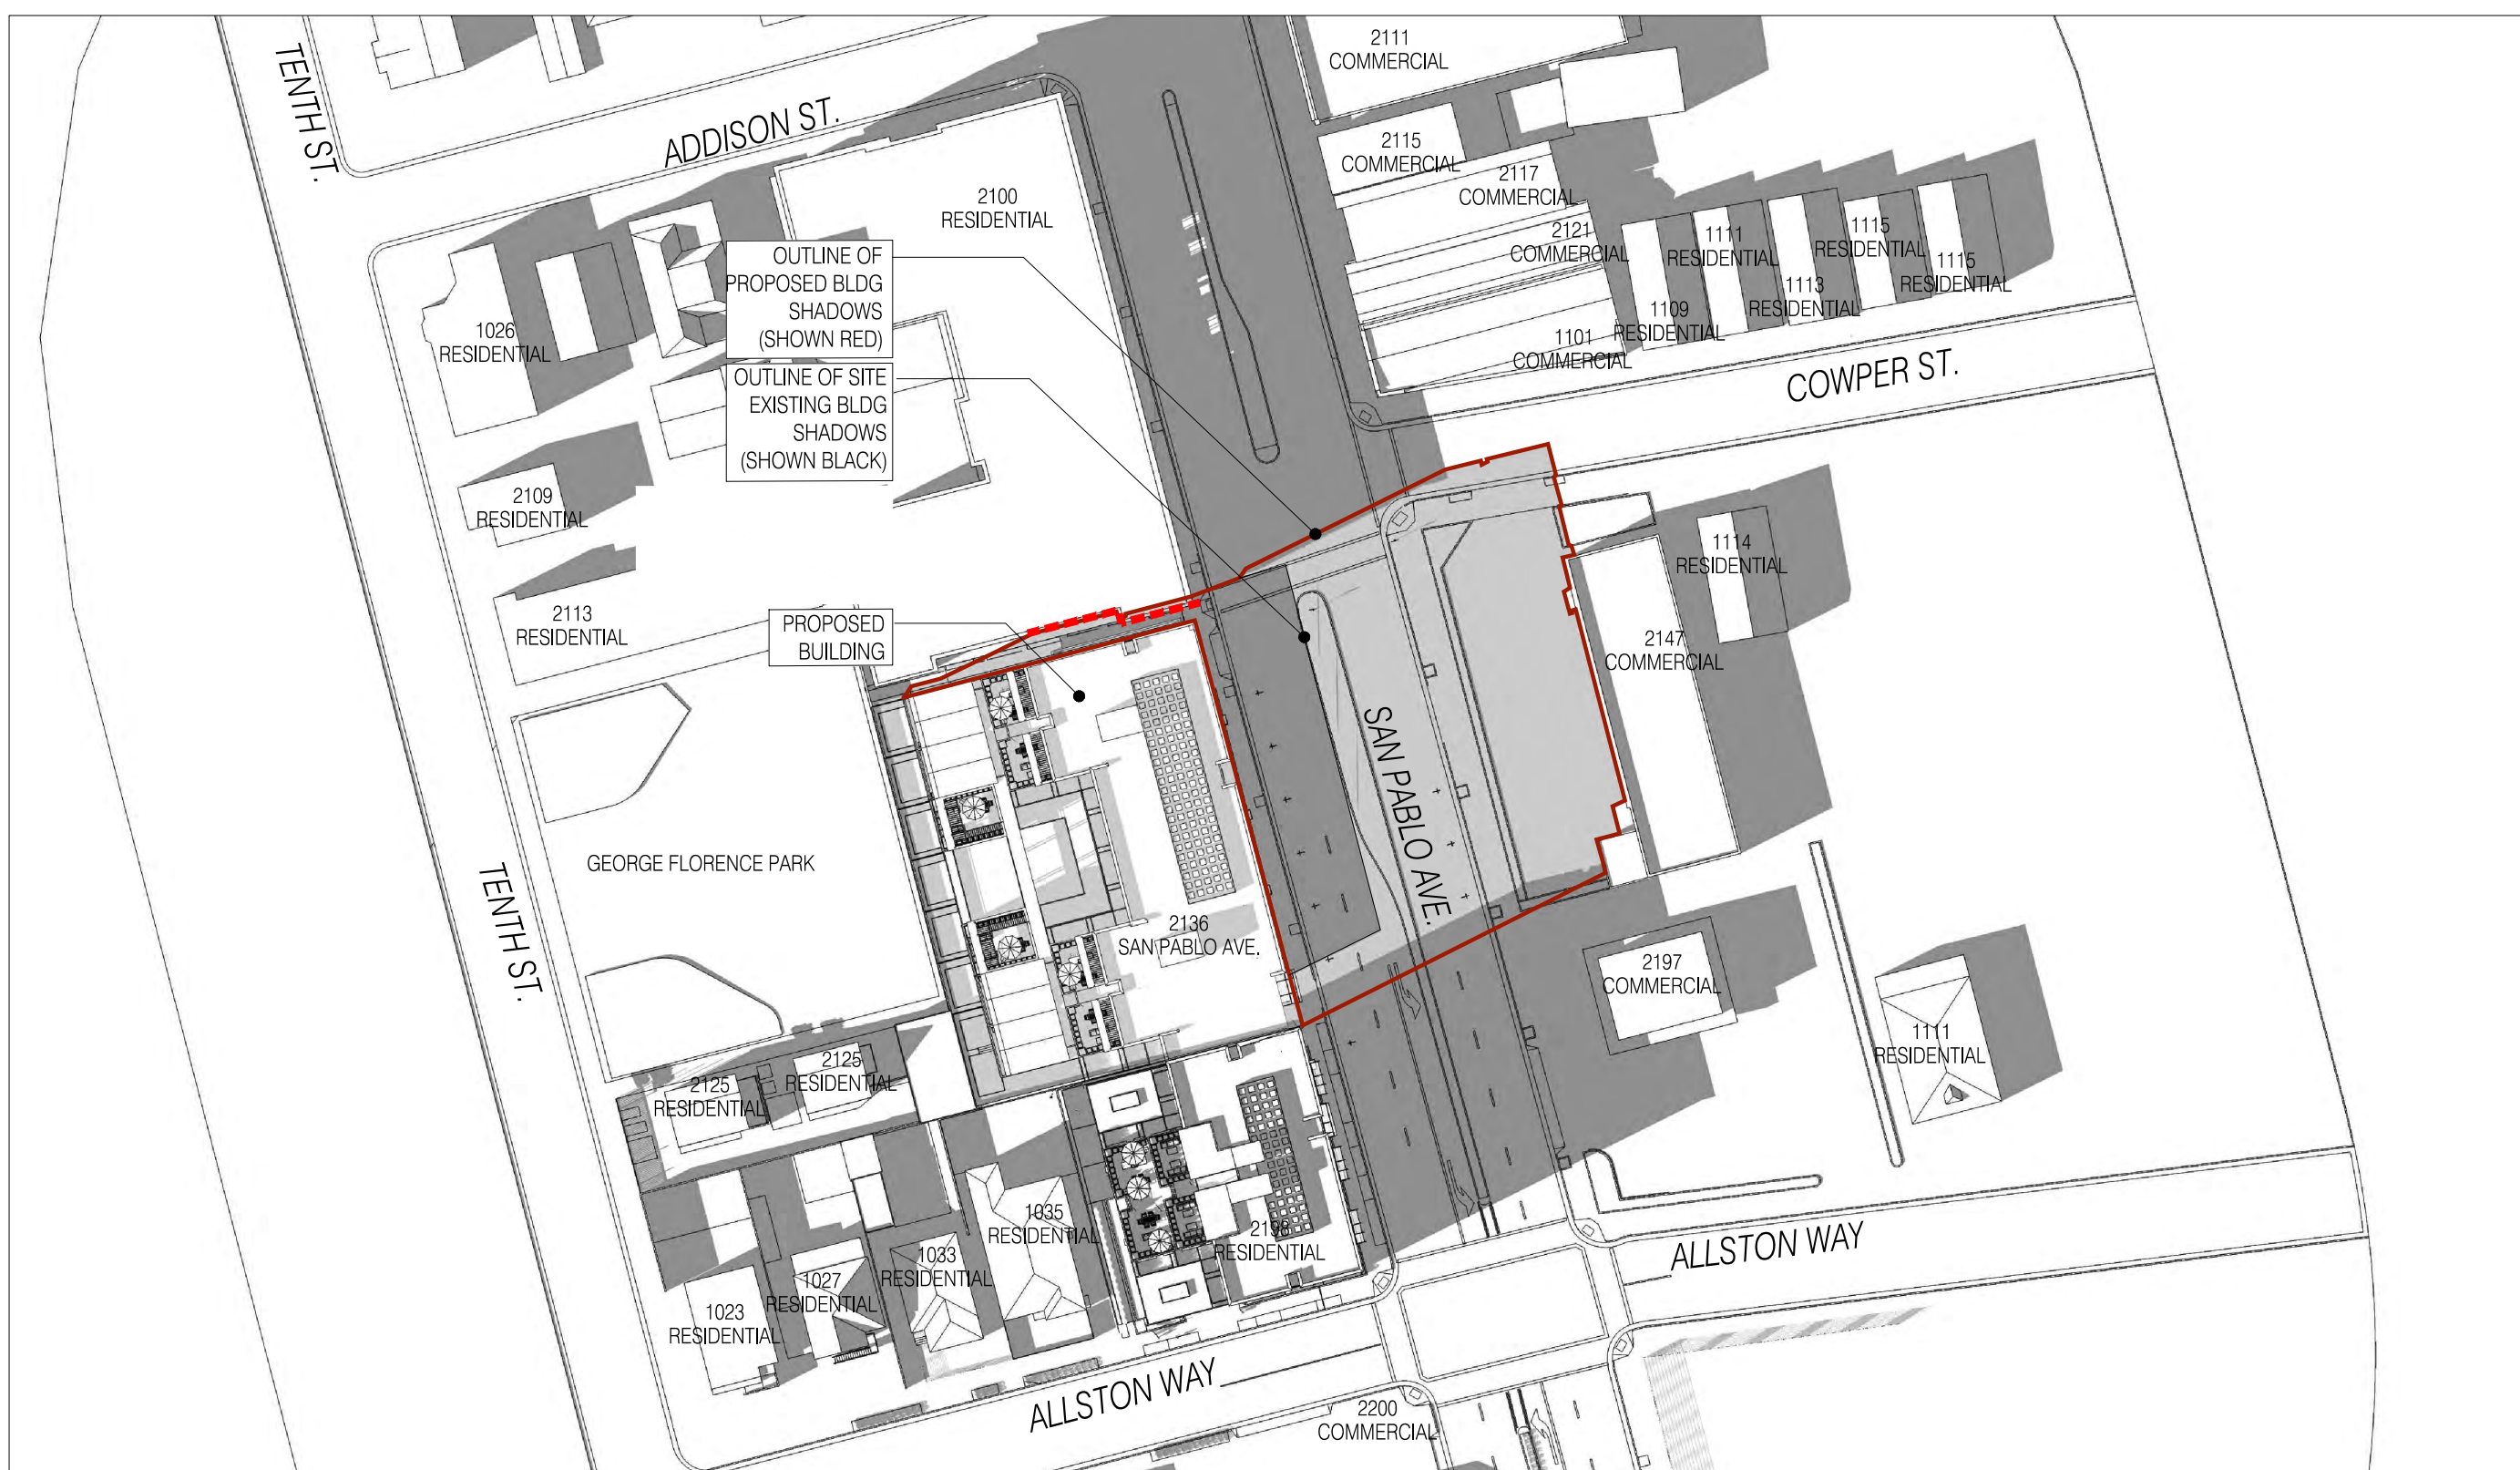 TENTH ST.
ADDISON ST.
2111
COMMERCIAL
2115
COMMERCIAL
2117
COMMERCIAL
2100
RESIDENTIAL
2121
COMMERCIAL
1111
RESIDENTIAL
1115
RESIDENTIAL
1115
RESIDENTIAL
1113
RESIDENTIAL
1109
RESIDENTIAL
1101
COMMERCIAL
OUTLINE OF
PROPOSED BLDG
SHADOWS
(SHOWN RED)
1026
RESIDENTIAL
OUTLINE OF SITE
EXISTING BLDG
SHADOWS
(SHOWN BLACK)
COWPER ST.
2109
RESIDENTIAL
1114
RESIDENTIAL
2113
RESIDENTIAL
PROPOSED
BUILDING
2147
COMMERCIAL
SAN PABLO AVE.
GEORGE FLORENCE PARK
TENTH ST.
2136
SAN PABLO AVE.
2197
COMMERCIAL
1111
RESIDENTIAL
2125
RESIDENTIAL
2125
RESIDENTIAL
1035
RESIDENTIAL
2198
RESIDENTIAL
1033
RESIDENTIAL
1027
RESIDENTIAL
1023
RESIDENTIAL
ALLSTON WAY
ALLSTON WAY
2200
COMMERCIAL